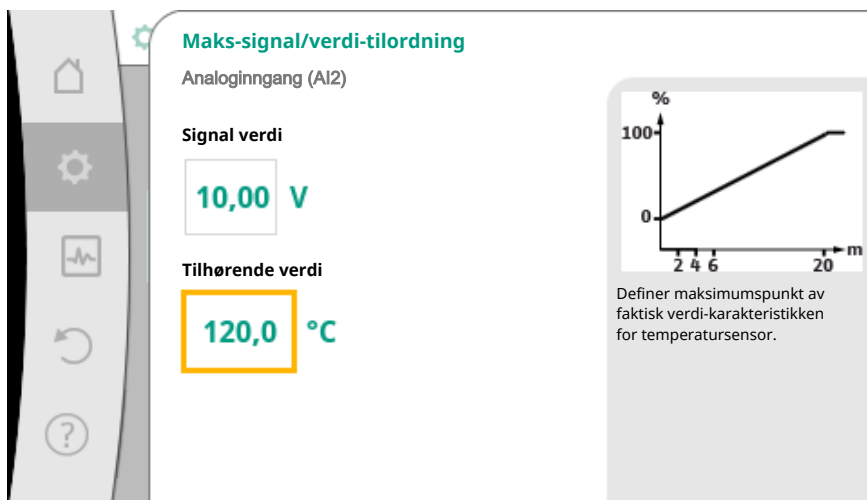 Maks-signal/verdi-tilordning
Analoginngang (AI2)
Signal verdi
10,00 V
Tilhørende verdi
120,0 °C
%
100
0
2 4 6 20 m
Definer maksimumspunkt av
faktisk verdi-karakteristikken
for temperatursensor.
?